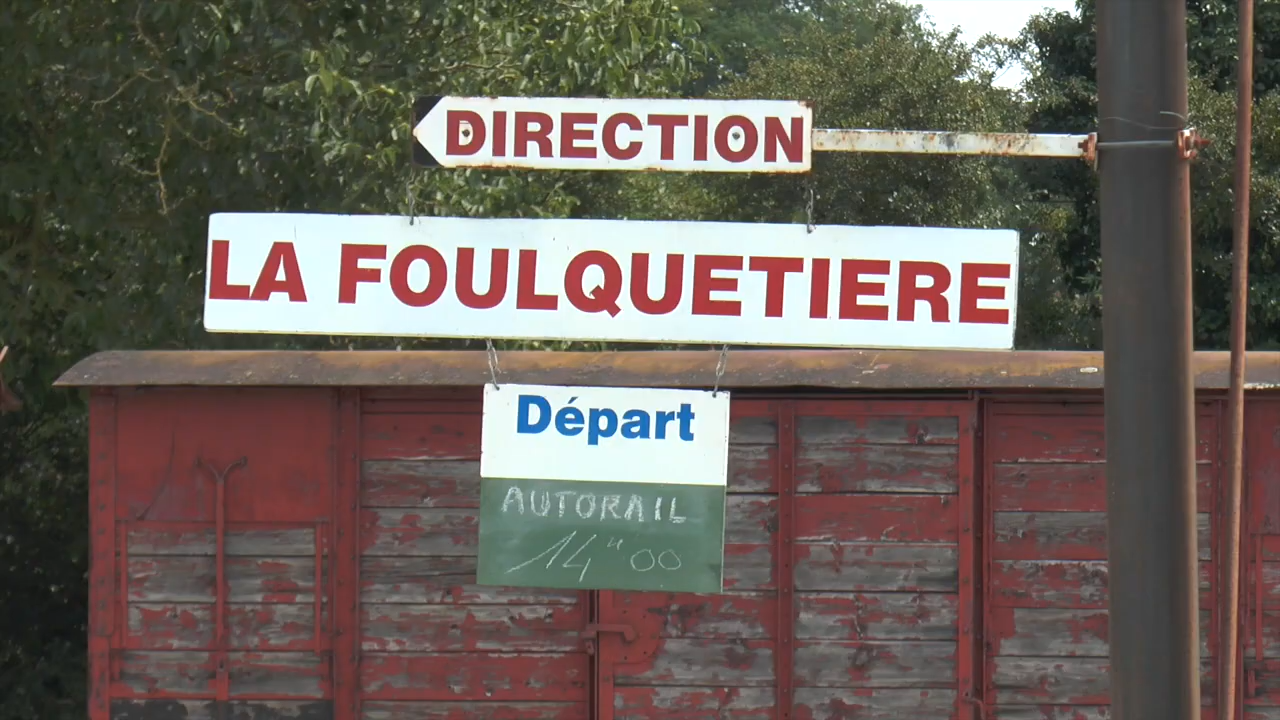 DIRECTION
LA FOULQUETIERE
Départ
AUTORAIL
14"00